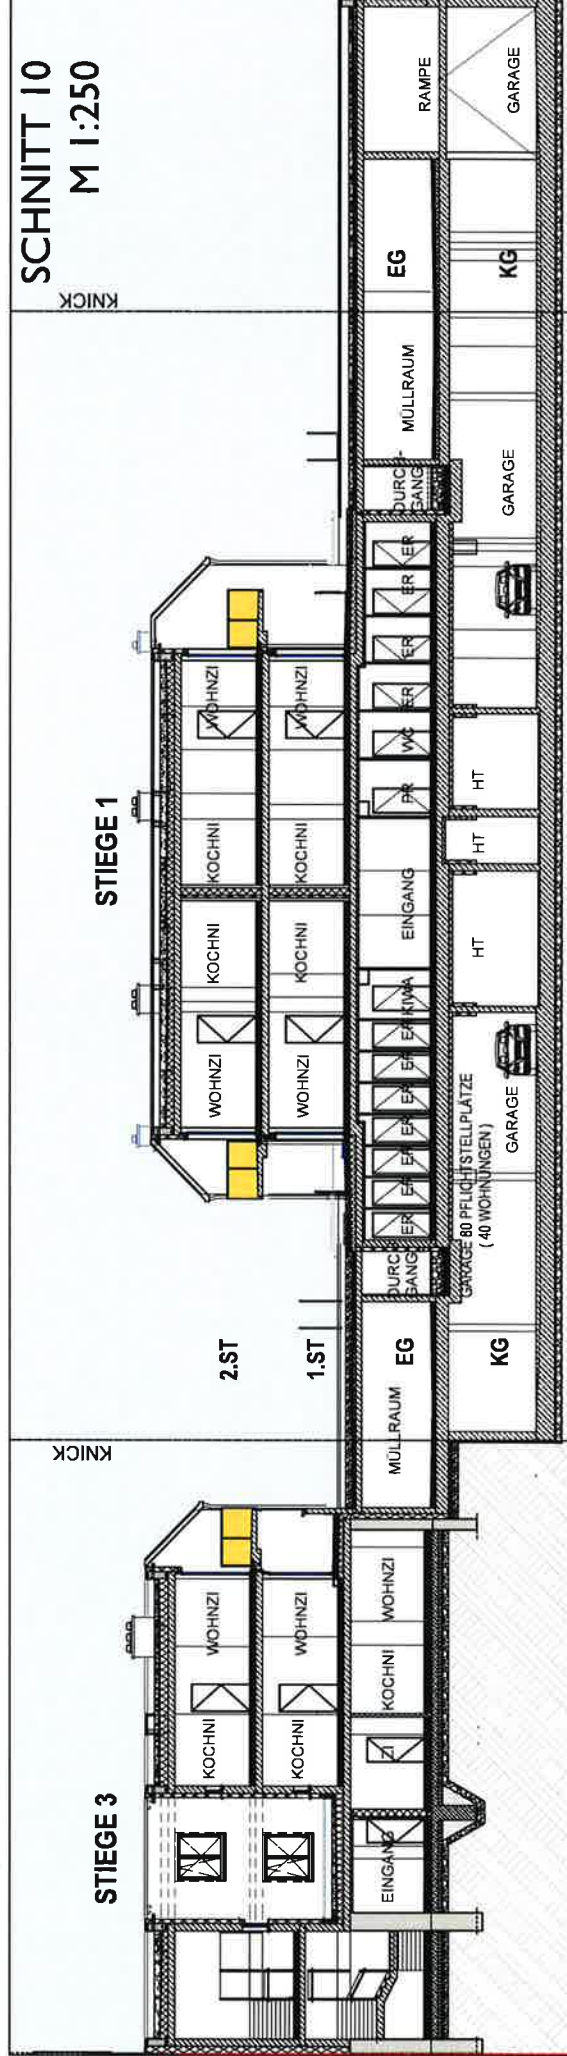 SCHNITT 10
M 1:250
KNICK
KNICK
STIEGE 3
STIEGE 1
2.ST
1.ST
KOCHNI
WOHNZI
KOCHNI
WOHNZI
WOHNZI
KOCHNI
KOCHNI
WOHNZI
WOHNZI
KOCHNI
KOCHNI
WOHNZI
EINGANG
ZI
KOCHNI
WOHNZI
MÜLLRAUM
EG
DURCH-
GANG
ER
ER
ER
ER
ER
ER
ER
KIWA
EINGANG
WC
ER
ER
ER
ER
DURCH-
GANG
MÜLLRAUM
EG
RAMPE
KG
GARAGE 80 PFLICHTSTELLPLÄTZE
( 40 WOHNUNGEN )
GARAGE
HT
HT
HT
GARAGE
KG
GARAGE